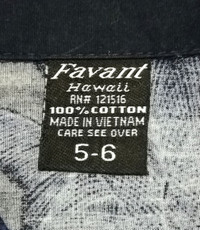 Favant
Hawaii
RN# 121516
100% COTTON
MADE IN VIETNAM
CARE SEE OVER
5-6